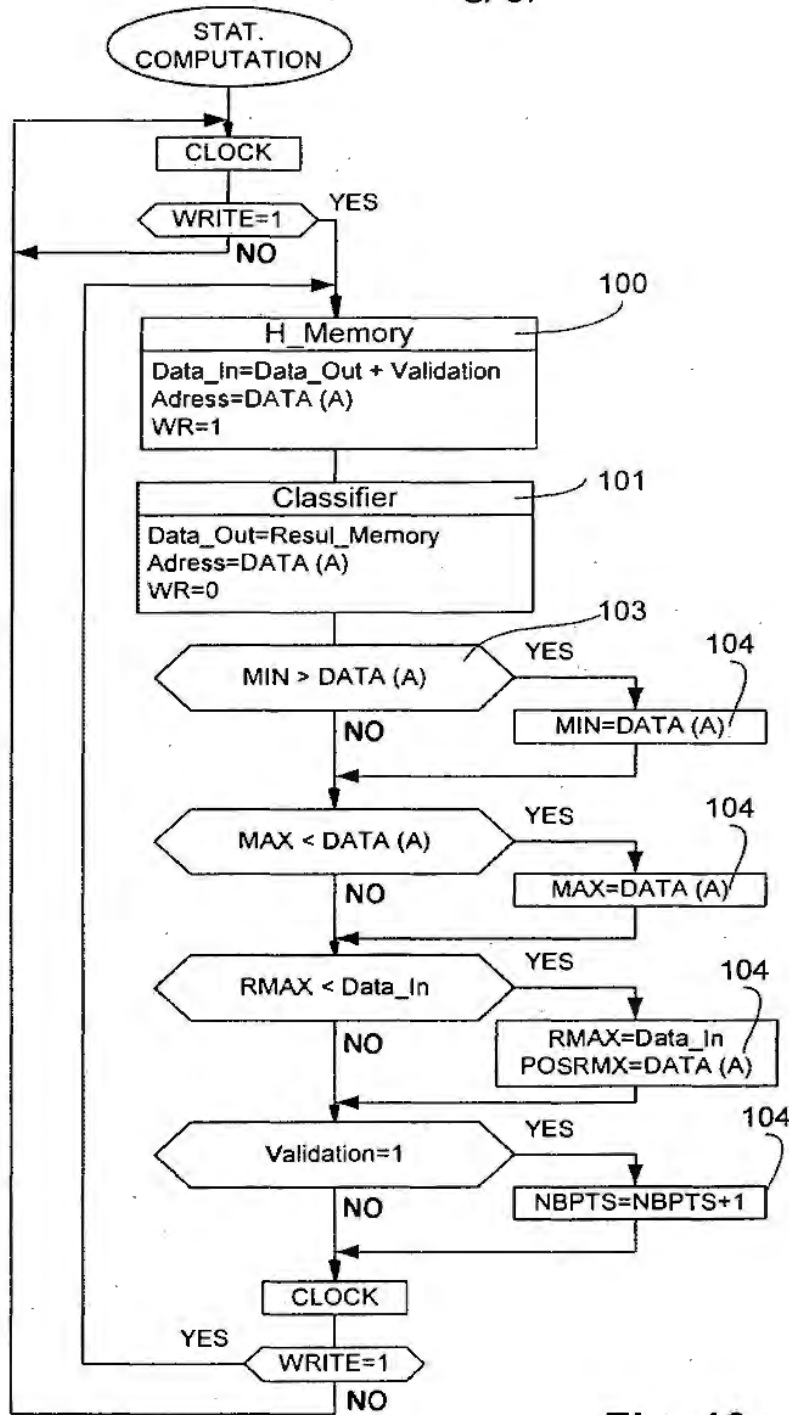 STAT.
COMPUTATION
CLOCK
WRITE=1
YES
NO
100
H_Memory
Data_In=Data_Out + Validation
Adress=DATA (A)
WR=1
101
Classifier
Data_Out=Resul_Memory
Adress=DATA (A)
WR=0
103
MIN > DATA (A)
YES
104
MIN=DATA (A)
NO
MAX < DATA (A)
YES
104
MAX=DATA (A)
NO
RMAX < Data_In
YES
104
RMAX=Data_In
POSRMX=DATA (A)
NO
Validation=1
YES
104
NBPTS=NBPTS+1
NO
CLOCK
YES
WRITE=1
NO